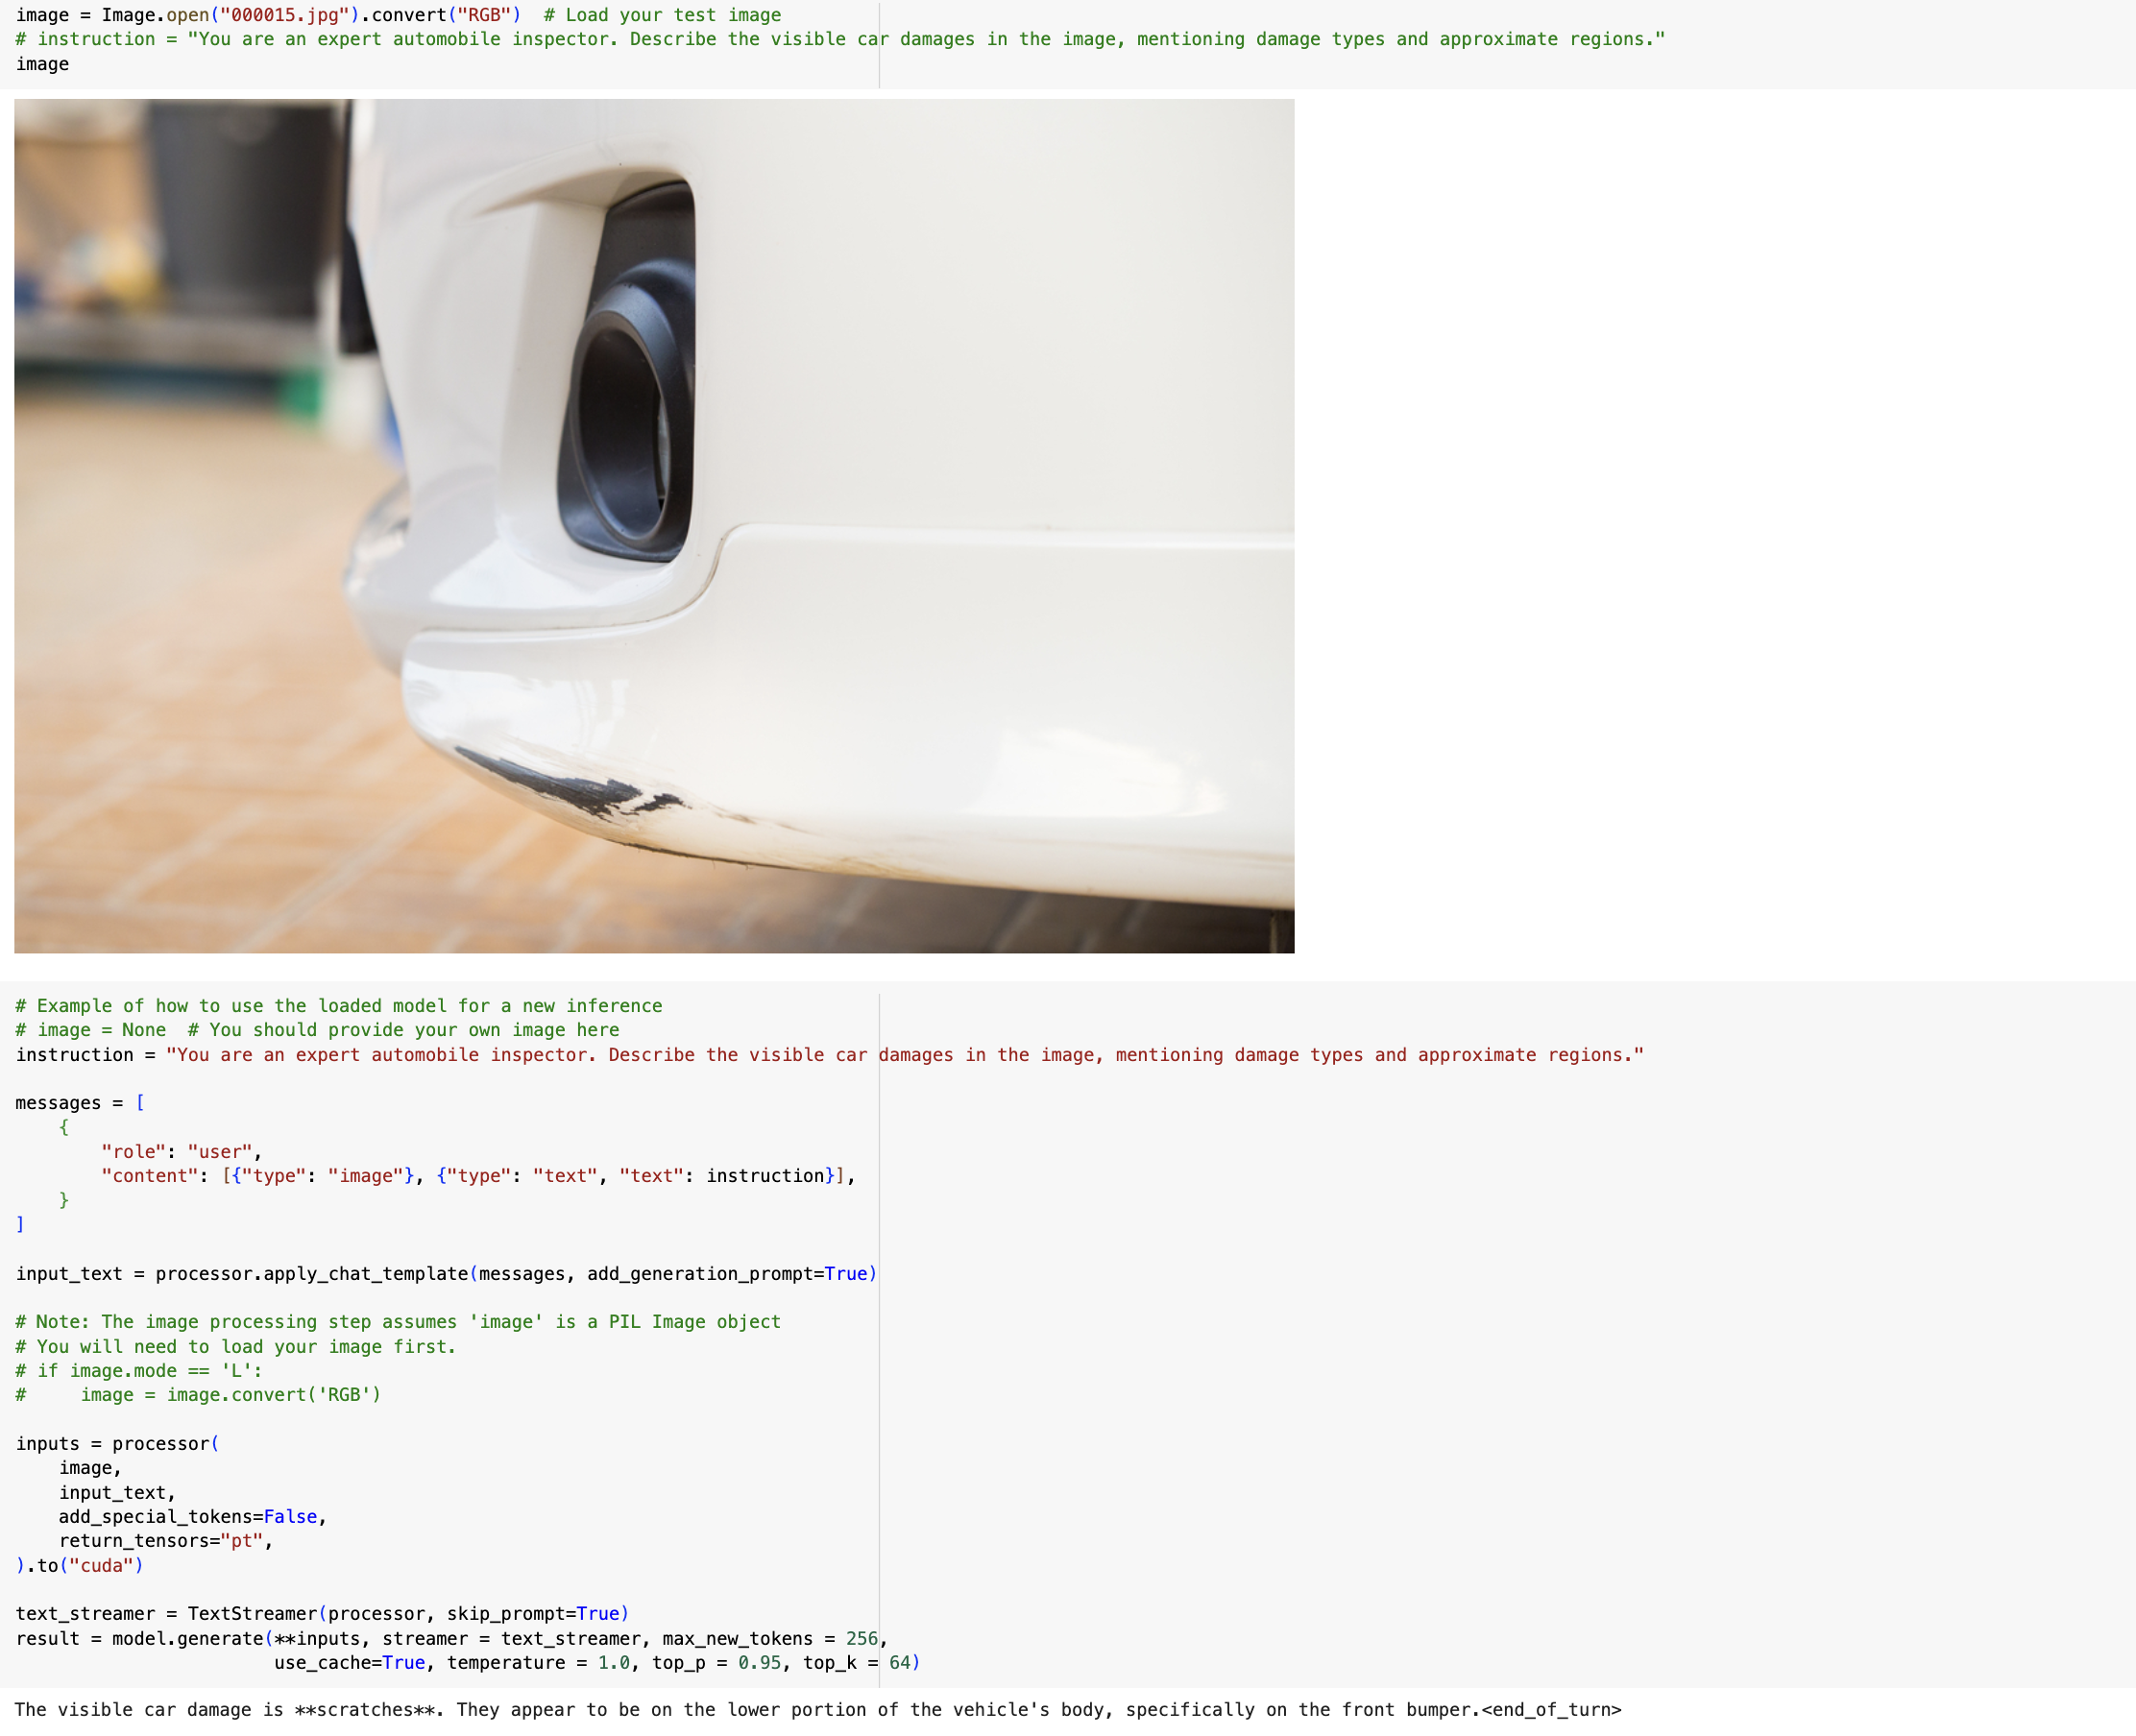 image = Image.open("000015.jpg").convert("RGB")  # Load your test image
# instruction = "You are an expert automobile inspector. Describe the visible car damages in the image, mentioning damage types and approximate regions."
image
# Example of how to use the loaded model for a new inference
# image = None  # You should provide your own image here
instruction = "You are an expert automobile inspector. Describe the visible car damages in the image, mentioning damage types and approximate regions."
messages = [
    {
        "role": "user",
        "content": [{"type": "image"}, {"type": "text", "text": instruction}],
    }
]
input_text = processor.apply_chat_template(messages, add_generation_prompt=True)
# Note: The image processing step assumes 'image' is a PIL Image object
# You will need to load your image first.
# if image.mode == 'L':
#     image = image.convert('RGB')
inputs = processor(
    image,
    input_text,
    add_special_tokens=False,
    return_tensors="pt",
).to("cuda")
text_streamer = TextStreamer(processor, skip_prompt=True)
result = model.generate(**inputs, streamer = text_streamer, max_new_tokens = 256,
                        use_cache=True, temperature = 1.0, top_p = 0.95, top_k = 64)
The visible car damage is **scratches**. They appear to be on the lower portion of the vehicle's body, specifically on the front bumper.<end_of_turn>